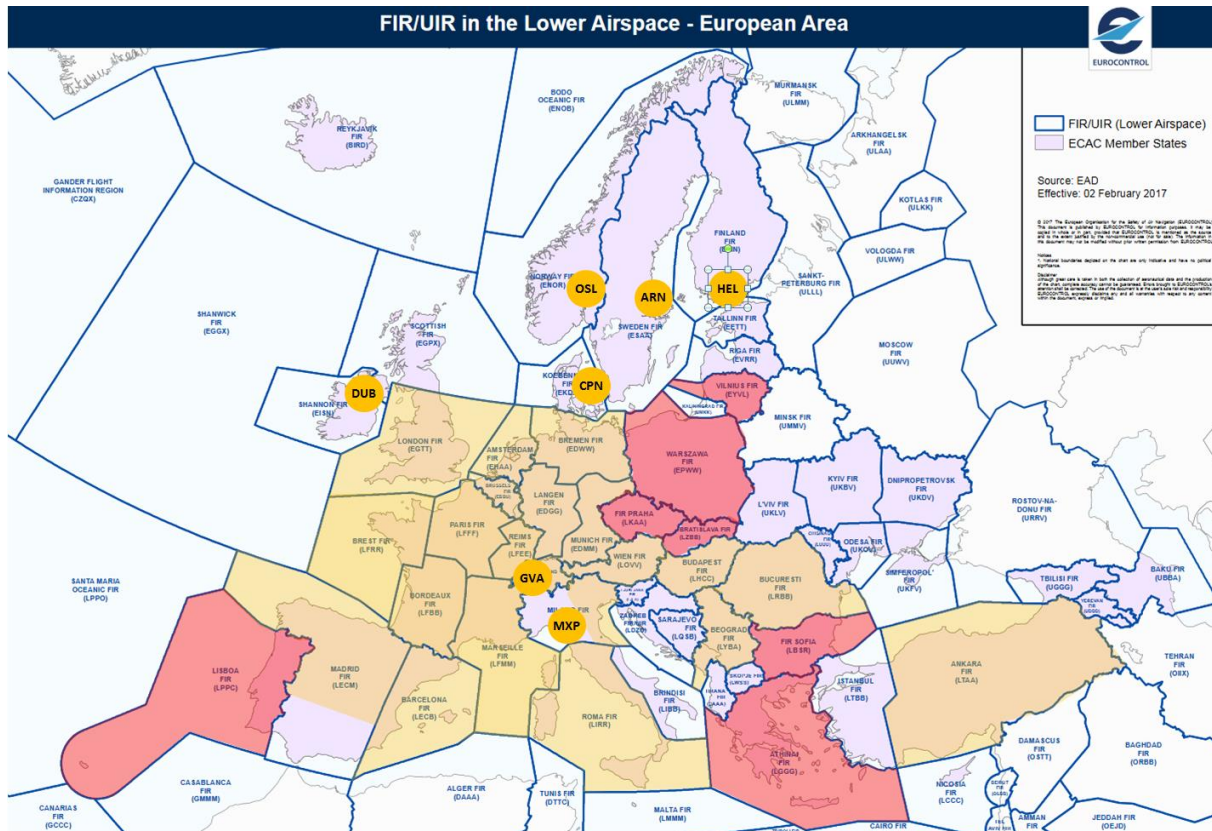 FIR/UIR in the Lower Airspace - European Area
EUROCONTROL
FIR/UIR (Lower Airspace)
ECAC Member States
Source: EAD
Effective: 02 February 2017
BODO
OCEANIC FIR
(ENOB)
MURMANSK
FIR
(ULMM)
REYKJAVIK
FIR
(BIRD)
ARKHANGELSK
FIR
(ULAA)
GANDER FLIGHT
INFORMATION REGION
(CZQX)
KOTLAS FIR
(ULKK)
FINLAND
FIR
VOLOGDA FIR
(ULWW)
NORWAY FIR
(ENOR)
OSL
ARN
HEL
SANKT-
PETERBURG FIR
(ULLL)
SHANWICK
FIR
(EGGX)
SCOTTISH
FIR
(EGPX)
SWEDEN FIR
(ESAA)
TALLINN FIR
(EETT)
MOSCOW
FIR
(UUWV)
RIGA FIR
(EVRR)
DUB
SHANNON FIR
(EISN)
FIR
CPN
VILNIUS FIR
(EYVL)
MINSK FIR
(UMMV)
LONDON FIR
(EGTT)
AMSTERDAM
FIR
(EHAA)
BREMEN FIR
(EDWW)
WARSZAWA
FIR
(EPWW)
LANGEN
FIR
(EDGG)
L'VIV FIR
(UKLV)
KYIV FIR
(UKBV)
DNIPROPETROVSK
FIR
(UKDV)
ROSTOV-NA-
DONU FIR
(URRV)
FIR PRAHA
(LKAA)
BRATISLAVA FIR
(LZBB)
PARIS FIR
(LFFF)
REIMS
FIR
(LFEE)
MUNICH FIR
(EDMM)
BREST FIR
(LFRR)
WIEN FIR
(LOVV)
BUDAPEST
FIR
(LHCC)
ODESA FIR
(UKOV)
SIMFEROPOL'
FIR
(UKFV)
BUCURESTI
FIR
(LRBB)
GVA
MXP
SANTA MARIA
OCEANIC FIR
(LPPO)
BORDEAUX
FIR
(LFBB)
SARAJEVO
FIR
(LQSB)
BEOGRAD
FIR
(LYBA)
FIR SOFIA
(LBSR)
TBILISI FIR
(UGGG)
BAKU FIR
(UBBA)
MARSEILLE
FIR
(LFMM)
LISBOA
FIR
(LPPC)
MADRID
FIR
(LECM)
BARCELONA
FIR
(LECB)
ROMA FIR
(LIRR)
BRINDISI
FIR
(LIBB)
ISTANBUL
FIR
(LTBB)
ANKARA
FIR
(LTAA)
TEHRAN
FIR
(OIIX)
ATHINAI
FIR
(LGGG)
DAMASCUS
FIR
(OSTT)
BAGHDAD
FIR
(ORBB)
NICOSIA
FIR
(LCCC)
CASABLANCA
FIR
(GMMM)
ALGER FIR
(DAAA)
TUNIS FIR
(DTTC)
MALTA FIR
(LMMM)
CANARIAS
FIR
(GCCC)
CAIRO FIR
AMMAN
FIR
JEDDAH FIR
(OEJD)